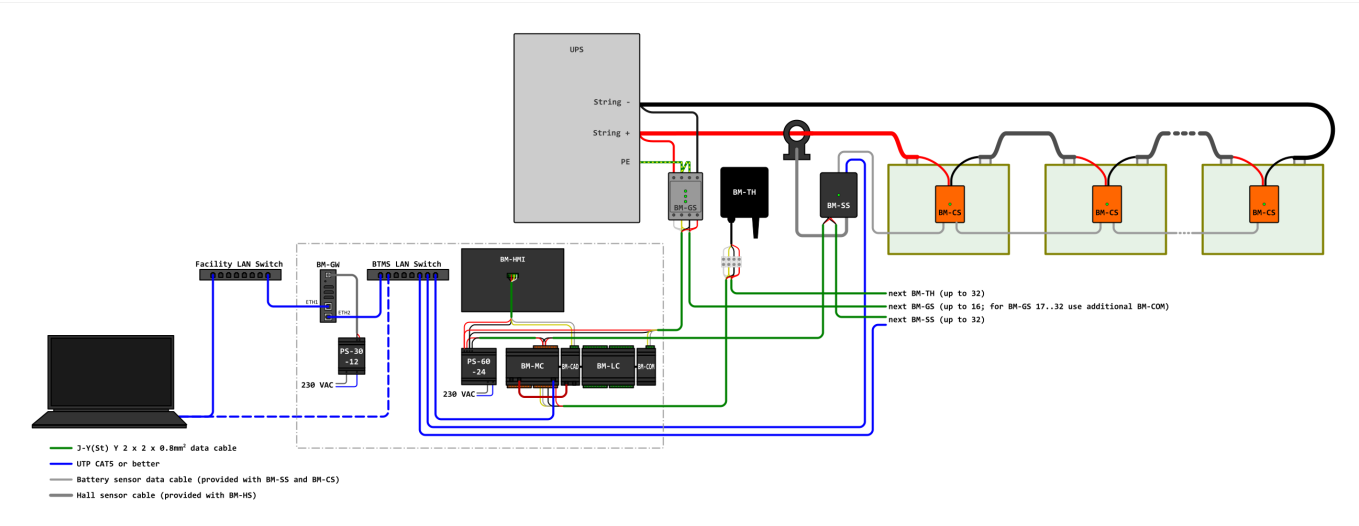 UPS
String -
String +
PE
BM-GS
BM-TH
BM-SS
BM-CS
BM-CS
BM-CS
Facility LAN Switch
BM-GW
BTMS LAN Switch
BM-HMI
ETH1
ETH2
next BM-TH (up to 32)
next BM-GS (up to 16; for BM-GS 17..32 use additional BM-COM)
next BM-SS (up to 32)
PS-30
-12
230 VAC
PS-60
-24
230 VAC
BM-MC
BM-CAD
BM-LC
BM-COM
J-Y(St) Y 2 x 2 x 0.8mm² data cable
UTP CAT5 or better
Battery sensor data cable (provided with BM-SS and BM-CS)
Hall sensor cable (provided with BM-HS)